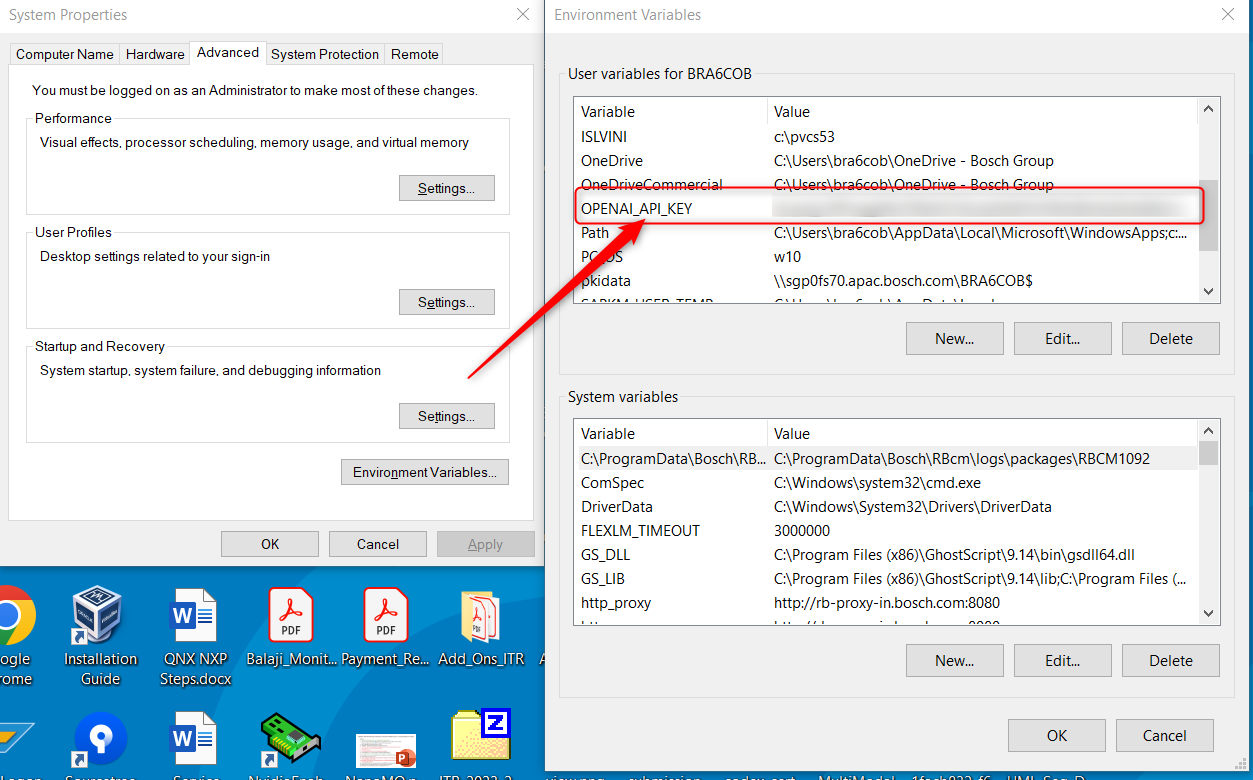 System Properties
Computer Name
Hardware
Advanced
System Protection
Remote
You must be logged on as an Administrator to make most of these changes.
Performance
Visual effects, processor scheduling, memory usage, and virtual memory
Settings...
User Profiles
Desktop settings related to your sign-in
Settings...
Startup and Recovery
System startup, system failure, and debugging information
Settings...
Environment Variables...
OK
Cancel
Apply
Environment Variables
User variables for BRA6COB
Variable Value
ISLVINI c:\pvcs53
OneDrive C:\Users\bra6cob\OneDrive - Bosch Group
OneDriveCommercial C:\Users\bra6cob\OneDrive - Bosch Group
OPENAI_API_KEY
Path C:\Users\bra6cob\AppData\Local\Microsoft\WindowsApps;c:...
w10
pkidata \\sgp0fs70.apac.bosch.com\BRA6COB$
New...
Edit...
Delete
System variables
Variable Value
C:\ProgramData\Bosch\RB... C:\ProgramData\Bosch\RBcm\logs\packages\RBCM1092
ComSpec C:\Windows\system32\cmd.exe
DriverData C:\Windows\System32\Drivers\DriverData
FLEXLM_TIMEOUT 3000000
GS_DLL C:\Program Files (x86)\GhostScript\9.14\bin\gsdll64.dll
GS_LIB C:\Program Files (x86)\GhostScript\9.14\lib;C:\Program Files (...
http_proxy http://rb-proxy-in.bosch.com:8080
New...
Edit...
Delete
OK
Cancel
ogle
rome
Installation
Guide
QNX NXP
Steps.docx
PDF
Balaji_Monit...
PDF
Payment_Re...
Add_Ons_ITR